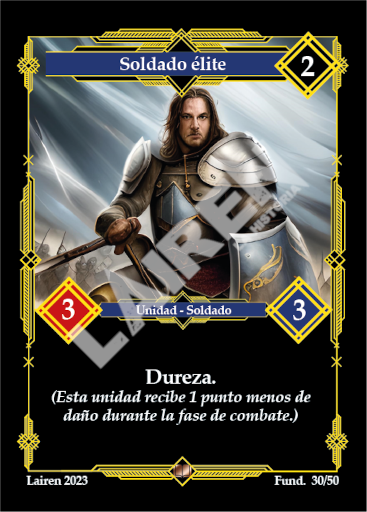 Soldado élite
2
LAIREN
HISTORIA
3
Unidad - Soldado
3
Dureza.
(Esta unidad recibe 1 punto menos de
daño durante la fase de combate.)
Lairen 2023
Fund. 30/50